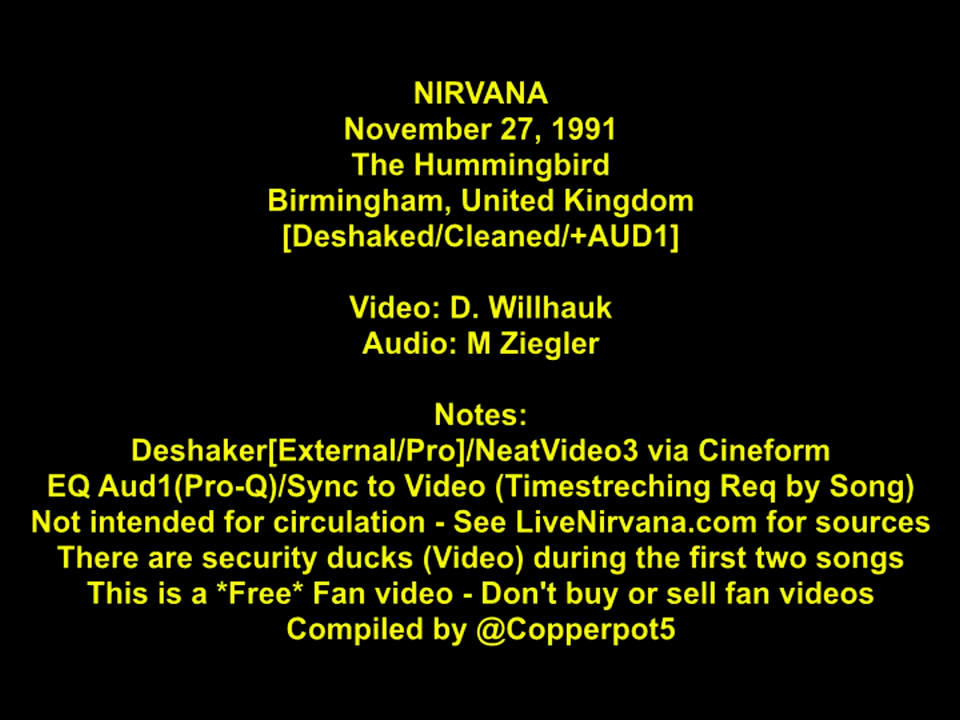 NIRVANA
November 27, 1991
The Hummingbird
Birmingham, United Kingdom
[Deshaked/Cleaned/+AUD1]
Video: D. Willhauk
Audio: M Ziegler
Notes:
Deshaker[External/Pro]/NeatVideo3 via Cineform
EQ Aud1(Pro-Q)/Sync to Video (Timestreching Req by Song)
Not intended for circulation - See LiveNirvana.com for sources
There are security ducks (Video) during the first two songs
This is a *Free* Fan video - Don't buy or sell fan videos
Compiled by @Copperpot5